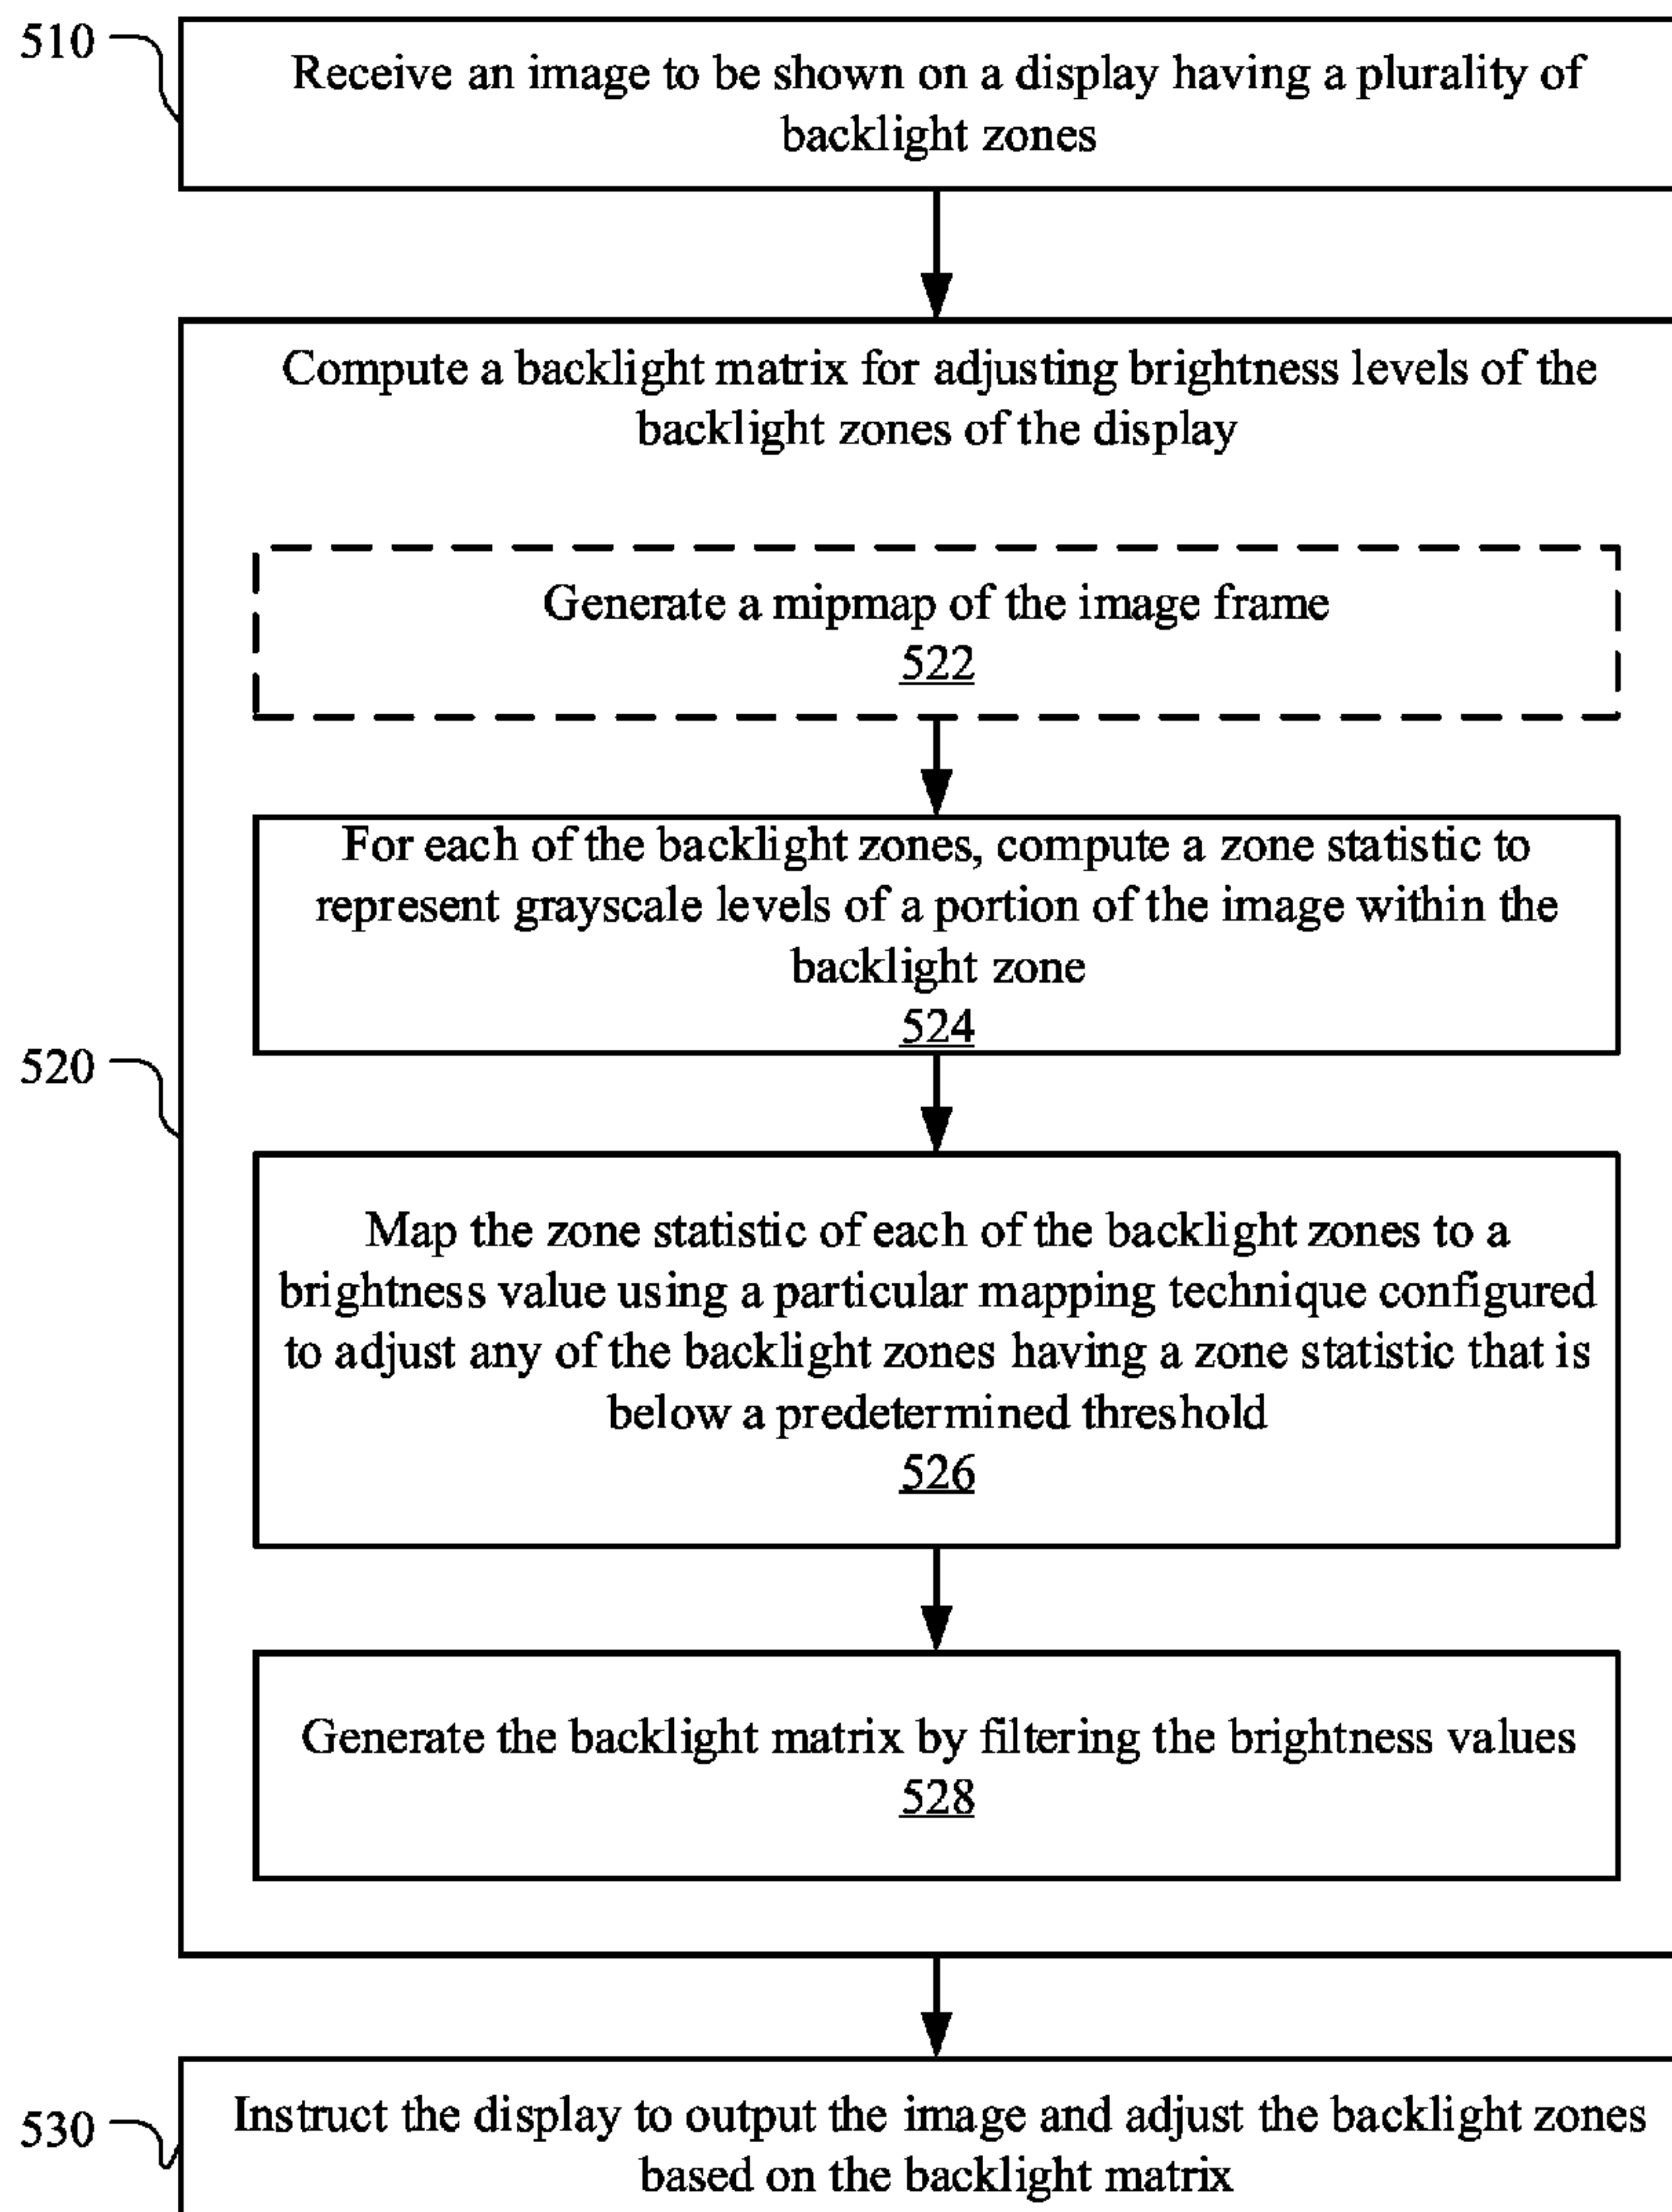 510
Receive an image to be shown on a display having a plurality of
backlight zones
Compute a backlight matrix for adjusting brightness levels of the
backlight zones of the display
Generate a mipmap of the image frame
522
For each of the backlight zones, compute a zone statistic to
represent grayscale levels of a portion of the image within the
backlight zone
524
520
Map the zone statistic of each of the backlight zones to a
brightness value using a particular mapping technique configured
to adjust any of the backlight zones having a zone statistic that is
below a predetermined threshold
526
Generate the backlight matrix by filtering the brightness values
528
530
Instruct the display to output the image and adjust the backlight zones
based on the backlight matrix